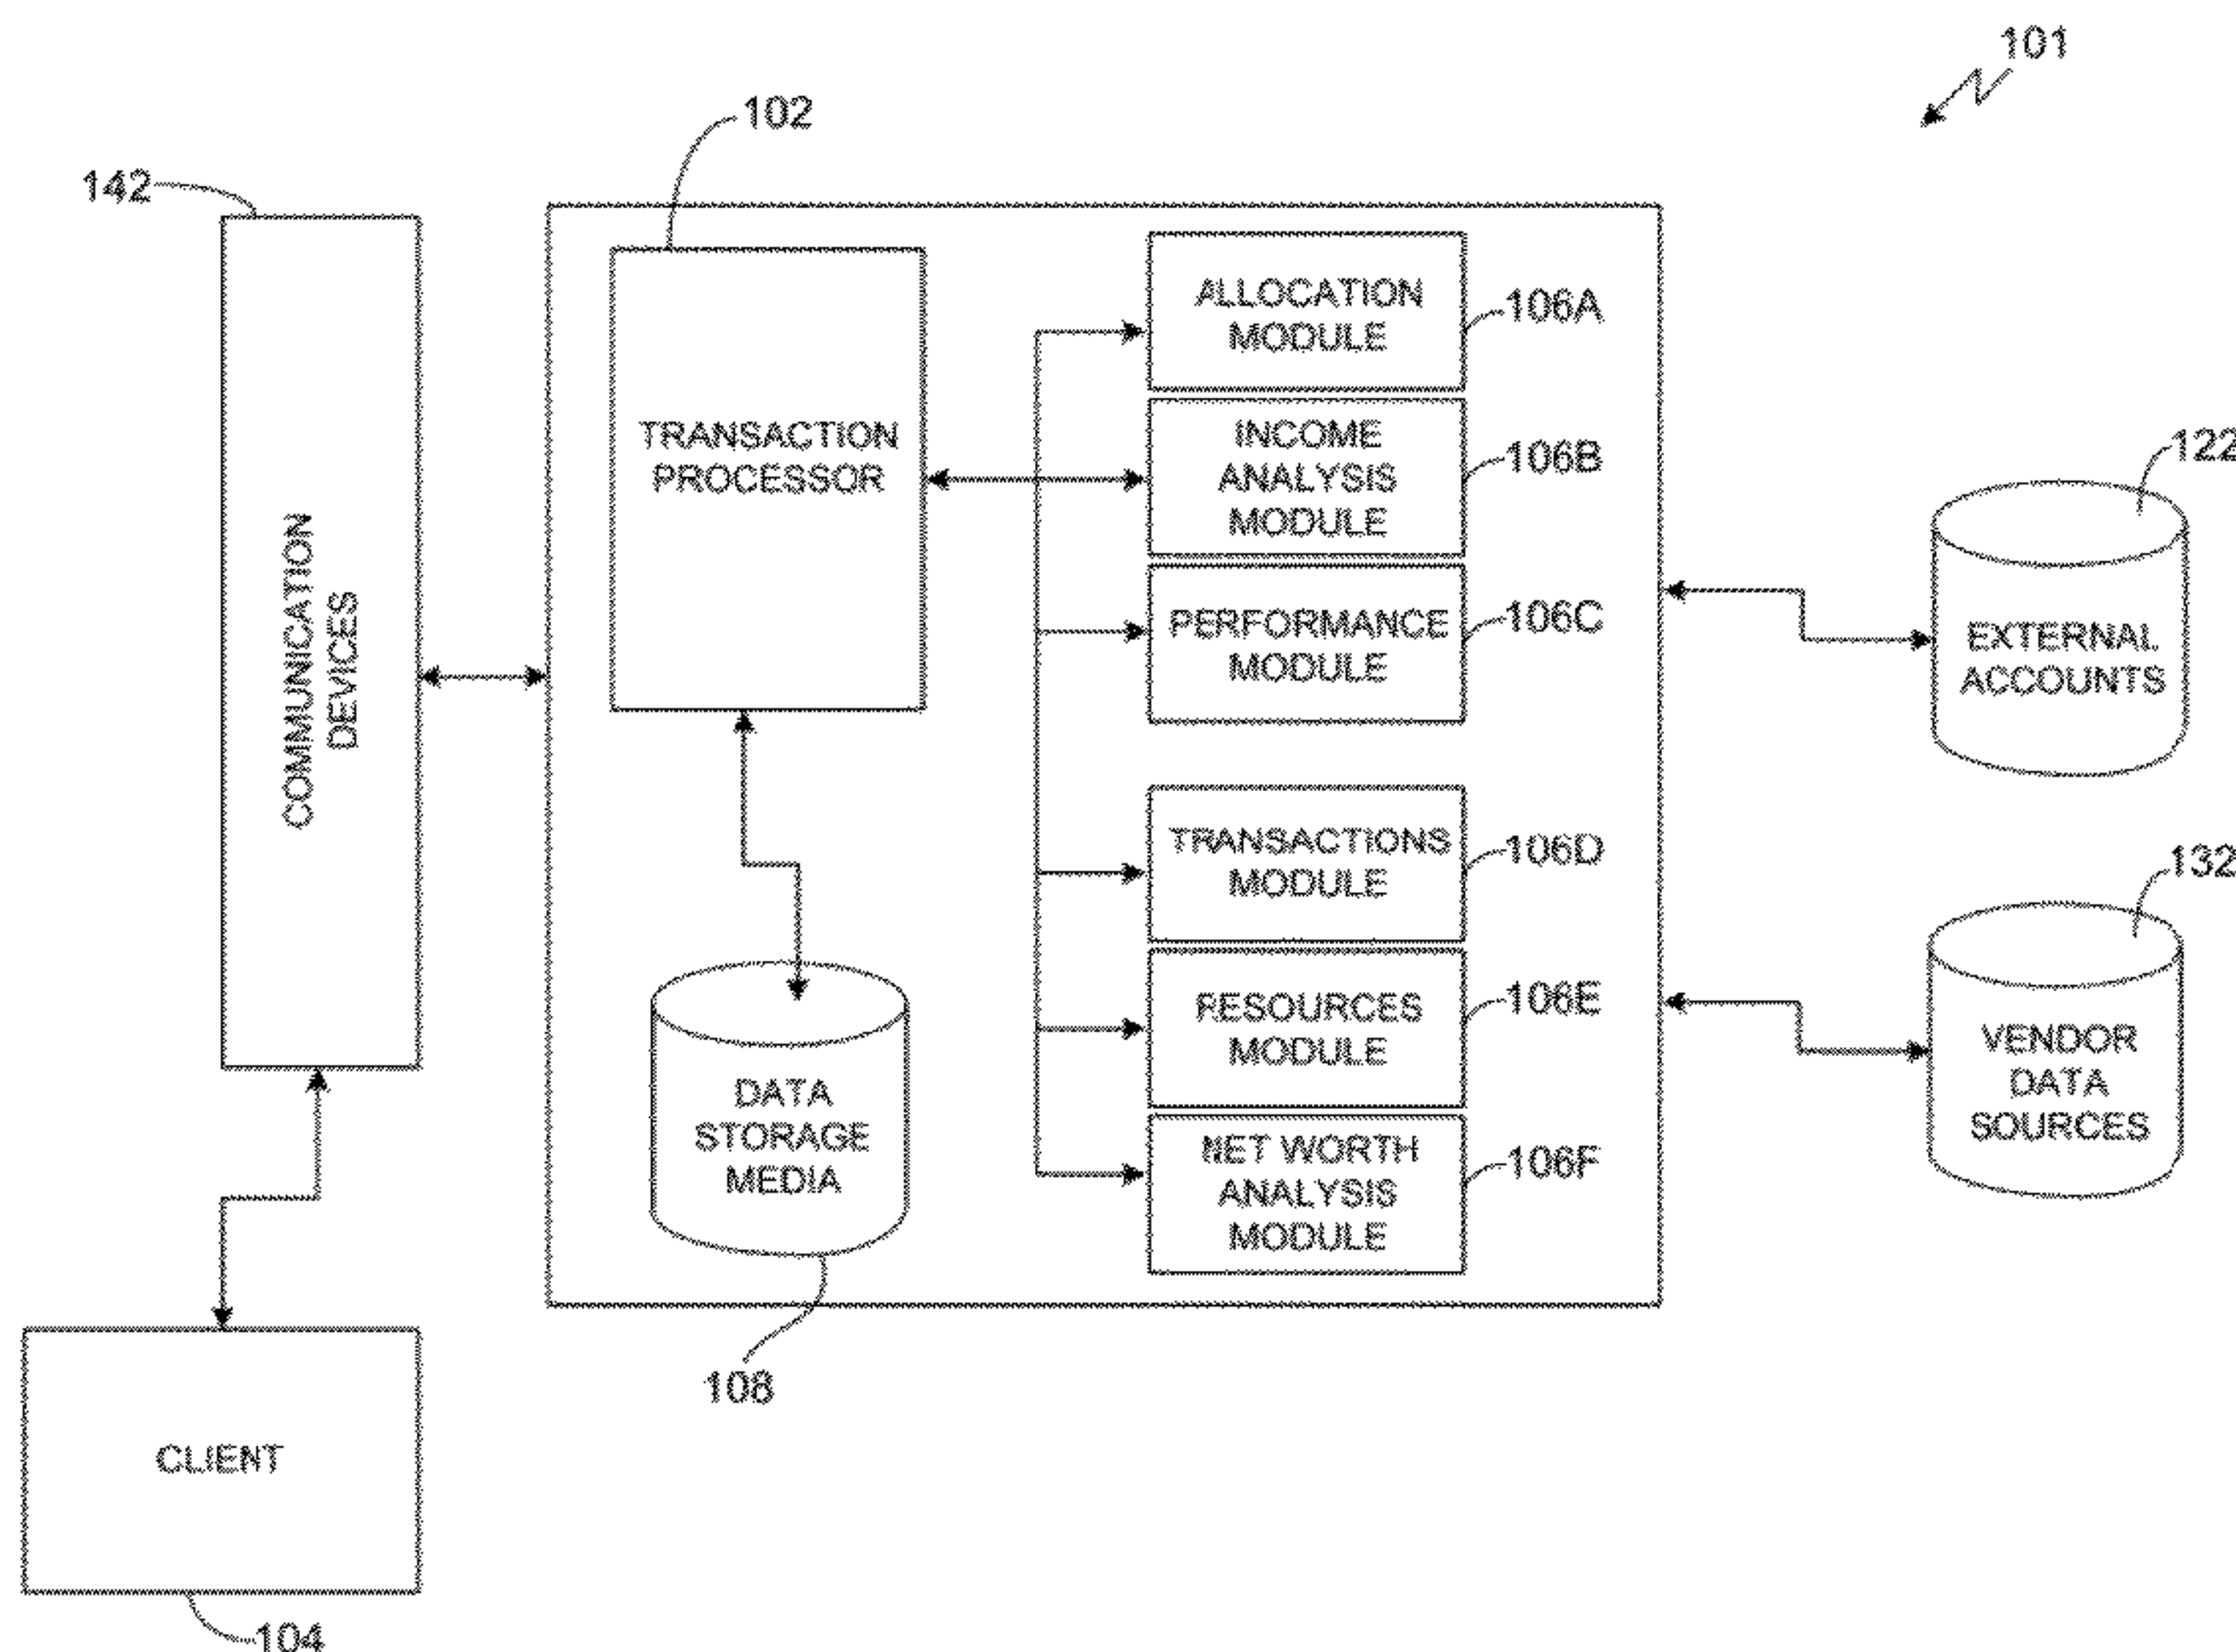 101
102
142
ALLOCATION
MODULE
106A
TRANSACTION
PROCESSOR
INCOME
ANALYSIS
MODULE
106B
122
COMMUNICATION
DEVICES
PERFORMANCE
MODULE
106C
EXTERNAL
ACCOUNTS
TRANSACTIONS
MODULE
106D
132
RESOURCES
MODULE
106E
VENDOR
DATA
SOURCES
DATA
STORAGE
MEDIA
NET WORTH
ANALYSIS
MODULE
106F
108
CLIENT
104